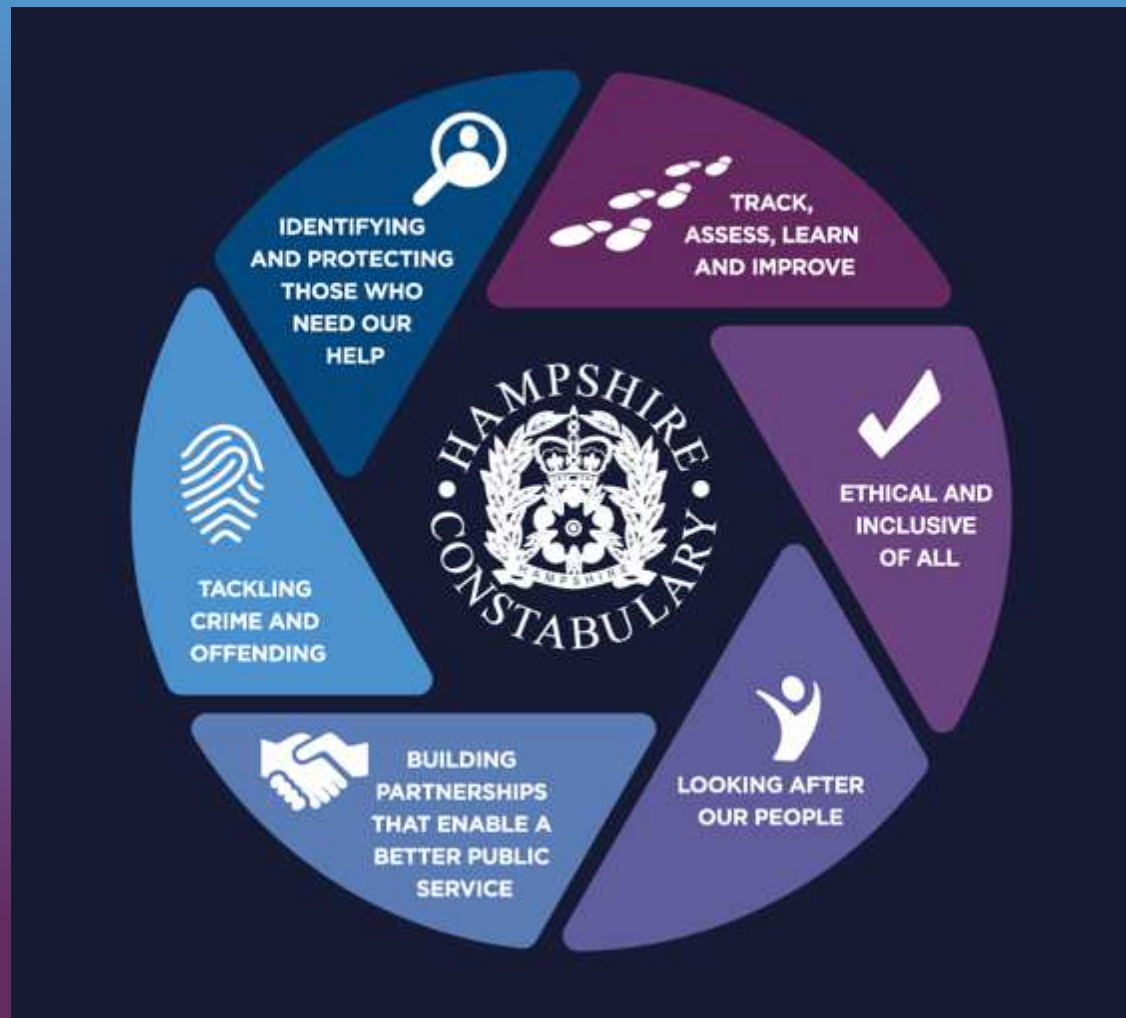 IDENTIFYING
AND PROTECTING
THOSE WHO
NEED OUR
HELP
TRACK,
ASSESS, LEARN
AND IMPROVE
ETHICAL AND
INCLUSIVE
OF ALL
LOOKING AFTER
OUR PEOPLE
BUILDING
PARTNERSHIPS
THAT ENABLE A
BETTER PUBLIC
SERVICE
TACKLING
CRIME AND
OFFENDING
HAMPSHIRE
CONSTABULARY
HAMPSHIRE